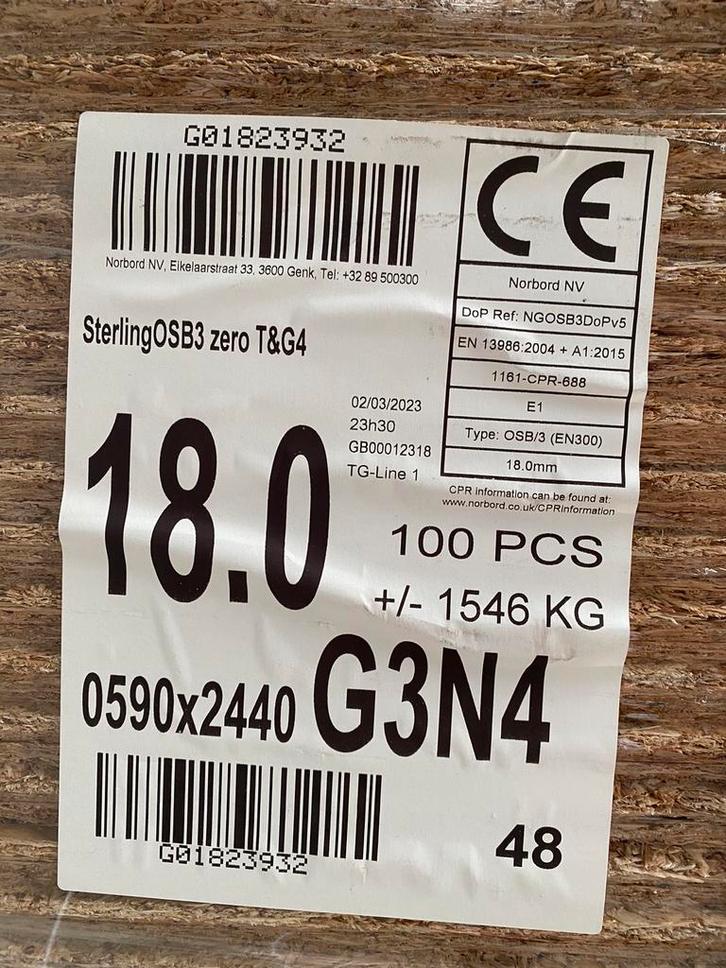 G01823932
Norbord NV, Eikelaarstraat 33, 3600 Genk, Tel: +32 89 500300
CE
Norbord NV
DoP Ref: NGOSB3DoPv5
EN 13986:2004 + A1:2015
1161-CPR-688
E1
Type: OSB/3 (EN300)
18.0mm
CPR information can be found at:
www.norbord.co.uk/CPRinformation
SterlingOSB3 zero T&G4
02/03/2023
23h30
GB00012318
TG-Line 1
18.0
100 PCS
+/- 1546 KG
0590x2440 G3N4
G01823932
48